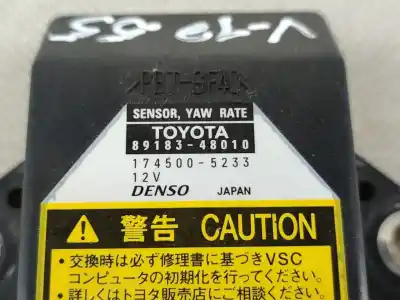 V-70 05
>PBT-GF40<
SENSOR, YAW RATE
TOYOTA
89183-48010
174500-5233
12V
DENSO JAPAN
警告 CAUTION
・交換時は必ず修理書に基づきVSC
コンピュータの初期化を行ってください。
・詳しくはトヨタ販売店にご相談ください。